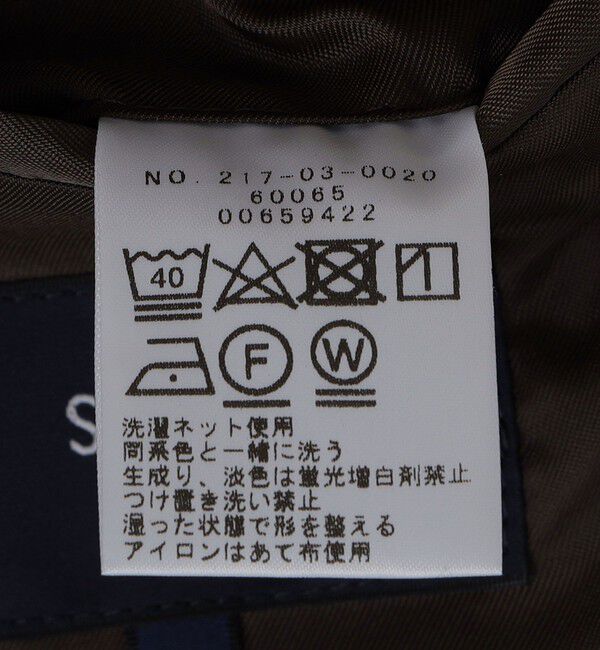 NO. 217-03-0020
60065
00659422
40
F
W
S
洗濯ネット使用
同系色と一緒に洗う
生成り、淡色は蛍光増白剤禁止
つけ置き洗い禁止
湿った状態で形を整える
アイロンはあて布使用